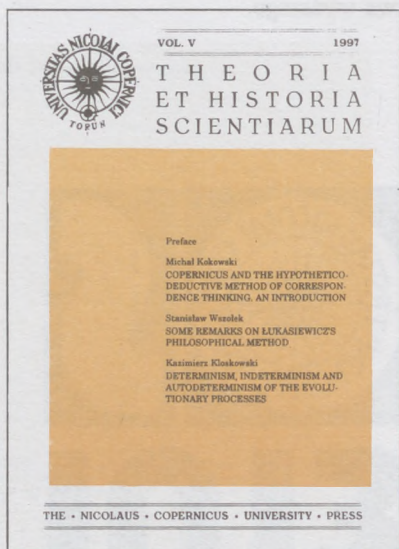 UNIVERSITAS NICOLAI COPERNICI
TORUŃ
VOL. V 1997
THEORIA
ET HISTORIA
SCIENTIARUM
Preface
Michał Kokowski
COPERNICUS AND THE HYPOTHETICO-
DEDUCTIVE METHOD OF CORRESPON-
DENCE THINKING. AN INTRODUCTION
Stanisław Wszołek
SOME REMARKS ON ŁUKASIEWICZ'S
PHILOSOPHICAL METHOD
Kazimierz Kloskowski
DETERMINISM, INDETERMINISM AND
AUTODETERMINISM OF THE EVOLU-
TIONARY PROCESSES
THE • NICOLAUS • COPERNICUS • UNIVERSITY • PRESS